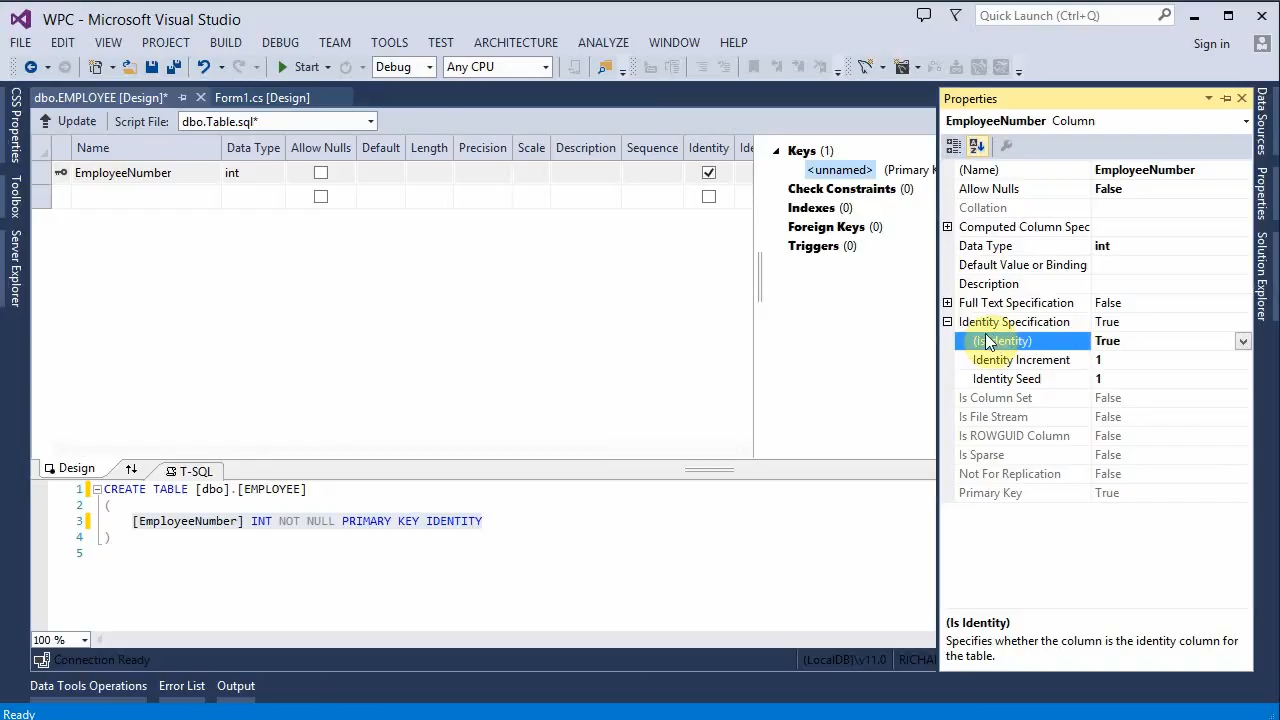 WPC - Microsoft Visual Studio
Quick Launch (Ctrl+Q)
FILE EDIT VIEW PROJECT BUILD DEBUG TEAM TOOLS TEST ARCHITECTURE ANALYZE WINDOW HELP
Sign in
Start Debug Any CPU
dbo.EMPLOYEE [Design]* Form1.cs [Design]
Update Script File: dbo.Table.sql*
Name Data Type Allow Nulls Default Length Precision Scale Description Sequence Identity Ide
EmployeeNumber int
Keys (1)
<unnamed> (Primary K
Check Constraints (0)
Indexes (0)
Foreign Keys (0)
Triggers (0)
Design T-SQL
1 CREATE TABLE [dbo].[EMPLOYEE]
2 (
3 [EmployeeNumber] INT NOT NULL PRIMARY KEY IDENTITY
4 )
5
100 %
Connection Ready (LocalDB)\v11.0 RICHAR
Data Tools Operations Error List Output
Ready
CSS Properties
Toolbox
Server Explorer
Properties
EmployeeNumber Column
(Name) EmployeeNumber
Allow Nulls False
Collation
Computed Column Spec
Data Type int
Default Value or Binding
Description
Full Text Specification False
Identity Specification True
(Is Identity) True
Identity Increment 1
Identity Seed 1
Is Column Set False
Is File Stream False
Is ROWGUID Column False
Is Sparse False
Not For Replication False
Primary Key True
(Is Identity)
Specifies whether the column is the identity column for
the table.
Data Sources
Properties
Solution Explorer